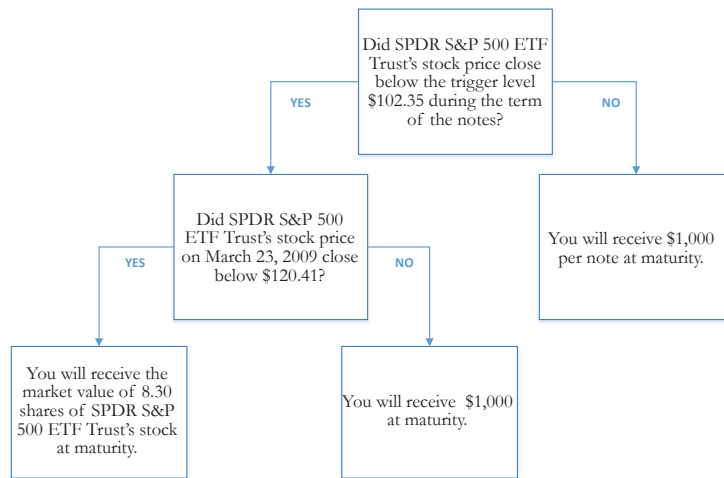 Did SPDR S&P 500 ETF
Trust's stock price close
below the trigger level
$102.35 during the term
of the notes?
YES
NO
Did SPDR S&P 500
ETF Trust's stock price
on March 23, 2009 close
below $120.41?
You will receive $1,000
per note at maturity.
YES
NO
You will receive the
market value of 8.30
shares of SPDR S&P
500 ETF Trust's stock
at maturity.
You will receive $1,000
at maturity.